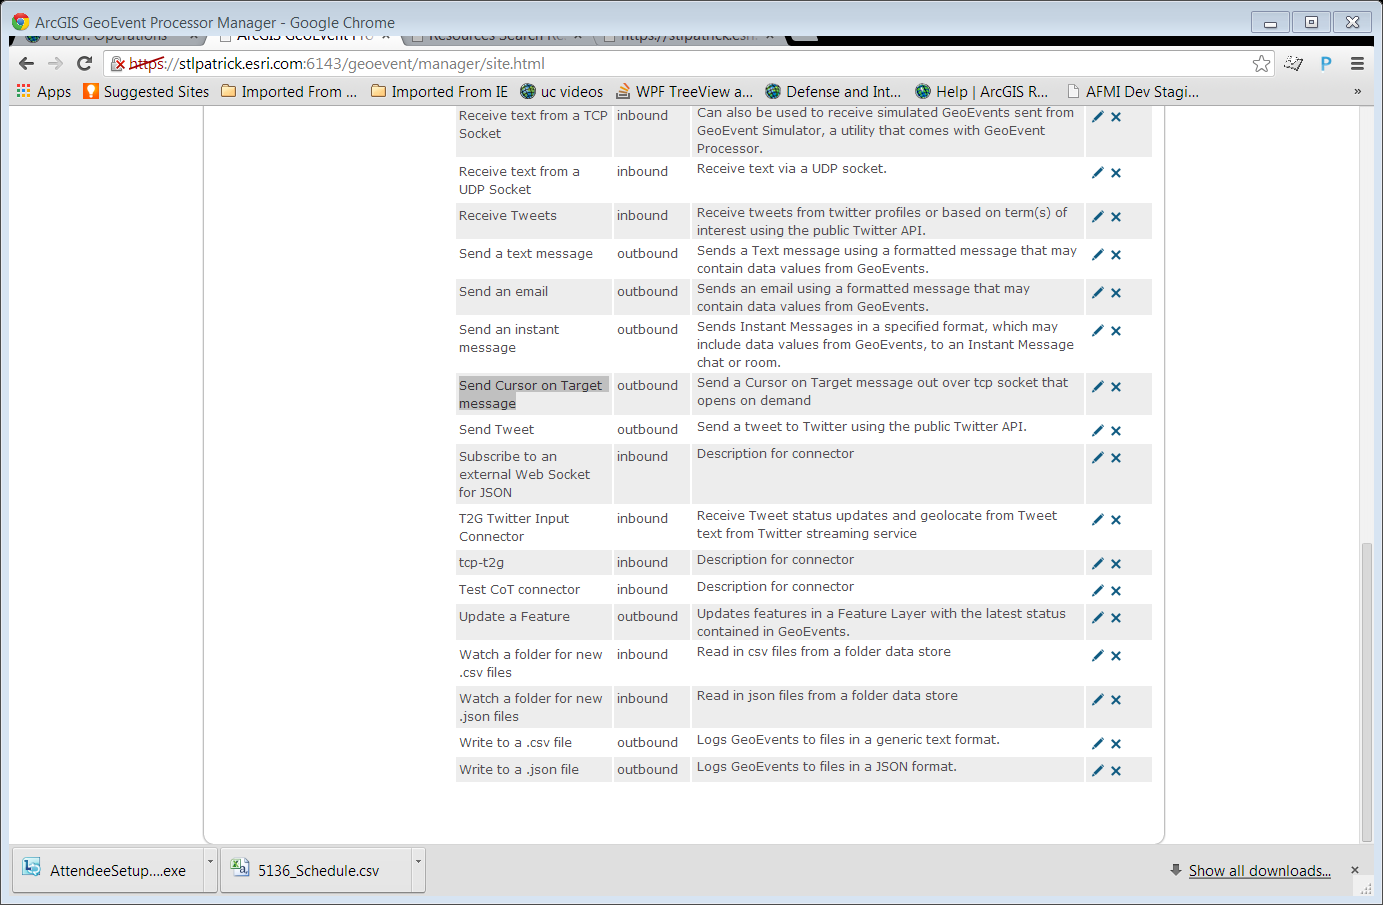 ArcGIS GeoEvent Processor Manager - Google Chrome
Folder: Operations
ArcGIS GeoEvent Pro
Resources Search Re
https://stlpatrick.esri
https://stlpatrick.esri.com:6143/geoevent/manager/site.html
Apps Suggested Sites Imported From ... Imported From IE uc videos WPF TreeView a... Defense and Int... Help | ArcGIS R... AFMI Dev Stagi... »
Receive text from a TCP Socket
inbound
Can also be used to receive simulated GeoEvents sent from
GeoEvent Simulator, a utility that comes with GeoEvent
Processor.
Receive text from a
UDP Socket
inbound
Receive text via a UDP socket.
Receive Tweets
inbound
Receive tweets from twitter profiles or based on term(s) of
interest using the public Twitter API.
Send a text message
outbound
Sends a Text message using a formatted message that may
contain data values from GeoEvents.
Send an email
outbound
Sends an email using a formatted message that may
contain data values from GeoEvents.
Send an instant
message
outbound
Sends Instant Messages in a specified format, which may
include data values from GeoEvents, to an Instant Message
chat or room.
Send Cursor on Target
message
outbound
Send a Cursor on Target message out over tcp socket that
opens on demand
Send Tweet
outbound
Send a tweet to Twitter using the public Twitter API.
Subscribe to an
external Web Socket
for JSON
inbound
Description for connector
T2G Twitter Input
Connector
inbound
Receive Tweet status updates and geolocate from Tweet
text from Twitter streaming service
tcp-t2g
inbound
Description for connector
Test CoT connector
inbound
Description for connector
Update a Feature
outbound
Updates features in a Feature Layer with the latest status
contained in GeoEvents.
Watch a folder for new
.csv files
inbound
Read in csv files from a folder data store
Watch a folder for new
.json files
inbound
Read in json files from a folder data store
Write to a .csv file
outbound
Logs GeoEvents to files in a generic text format.
Write to a .json file
outbound
Logs GeoEvents to files in a JSON format.
AttendeeSetup....exe
5136_Schedule.csv
Show all downloads...